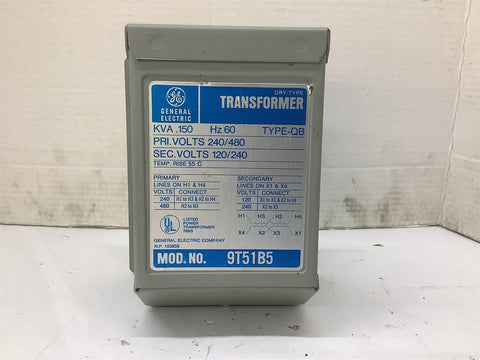 GE
GENERAL
ELECTRIC
DRY-TYPE
TRANSFORMER
KVA .150 Hz 60 TYPE-QB
PRI.VOLTS 240/480
SEC.VOLTS 120/240
TEMP. RISE 55 C
PRIMARY
LINES ON H1 & H4
VOLTS CONNECT
240 H1 to H3 & H2 to H4
480 H2 to H3
SECONDARY
LINES ON X1 & X4
VOLTS CONNECT
120 X1 to X3 & X2 to X4
240 X2 to X3
UL
LISTED
POWER
TRANSFORMER
H1 H3 H2 H4
X4 X2 X3 X1
GENERAL ELECTRIC COMPANY
MOD. NO. 9T51B5